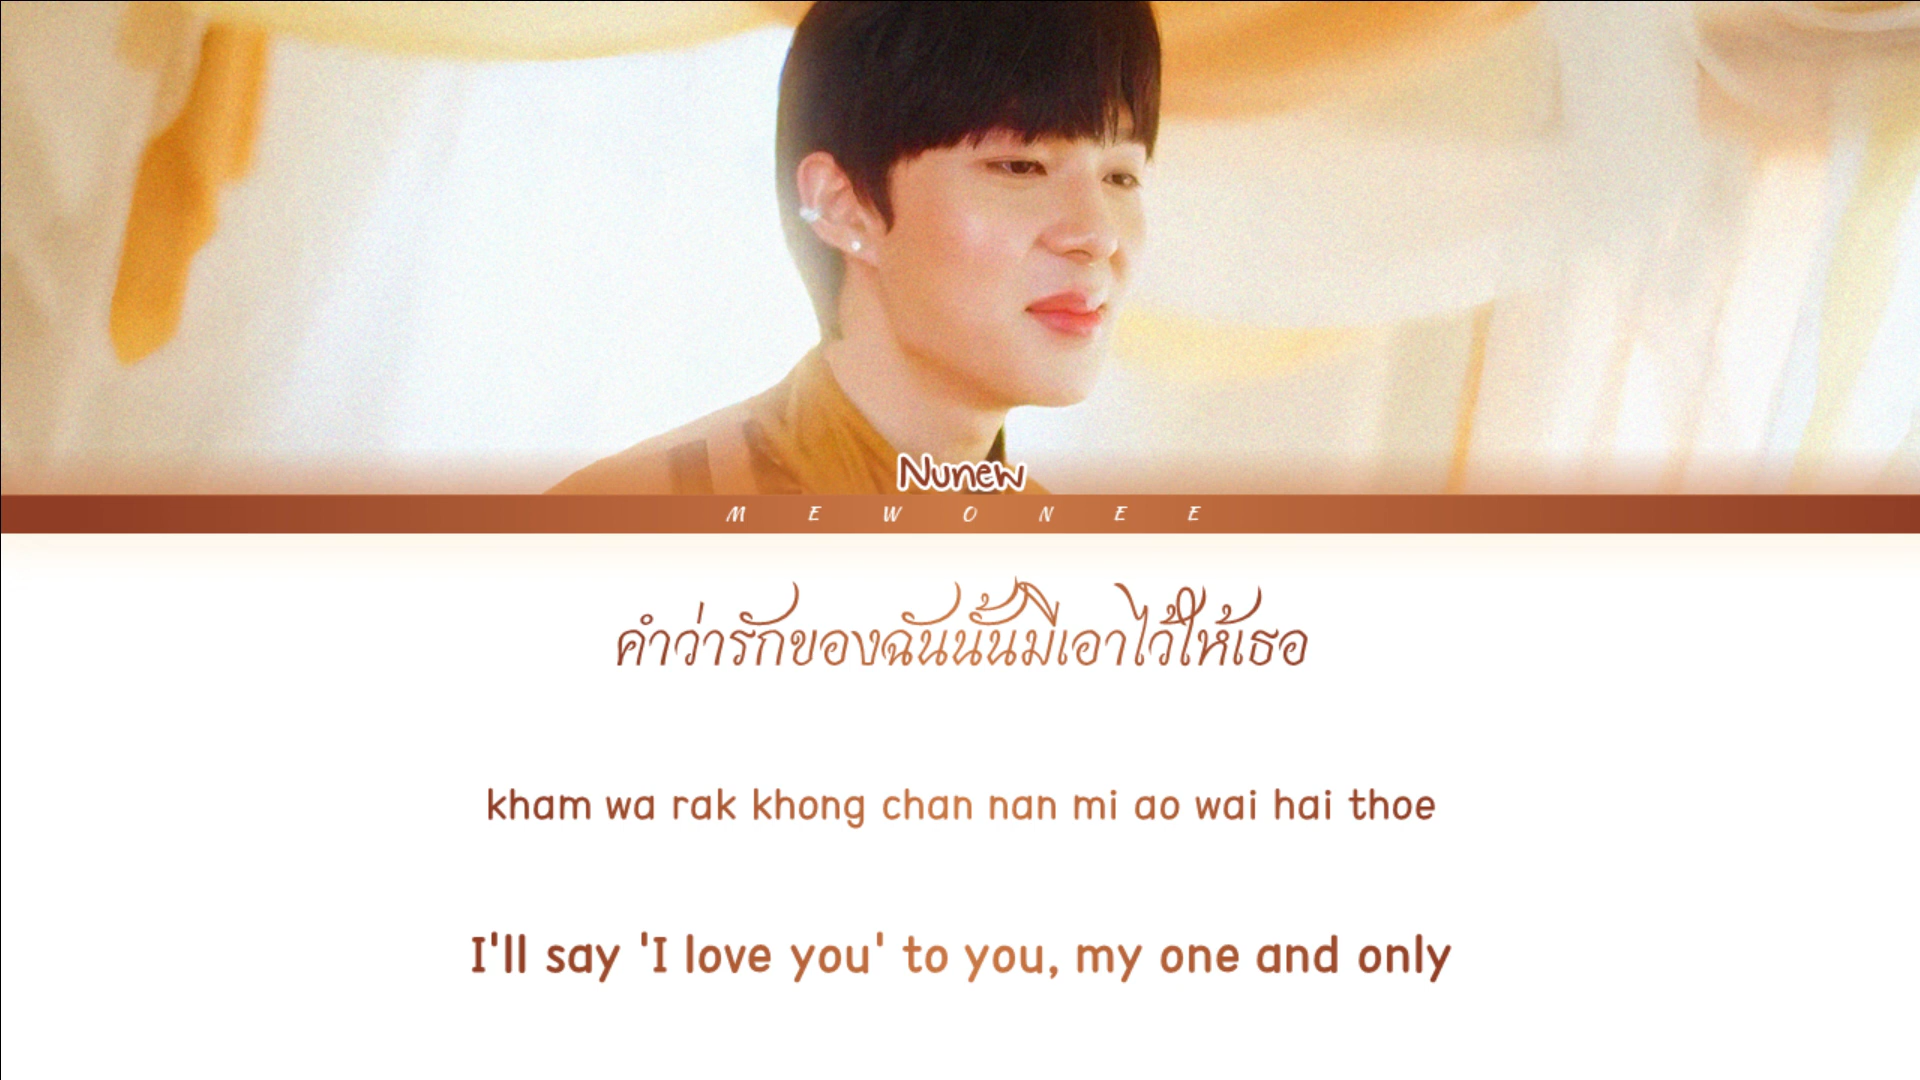 Nunew
MEWONEE
คำว่ารักของฉันนั้นมีเอาไว้ให้เธอ
kham wa rak khong chan nan mi ao wai hai thoe
I'll say 'I love you' to you, my one and only